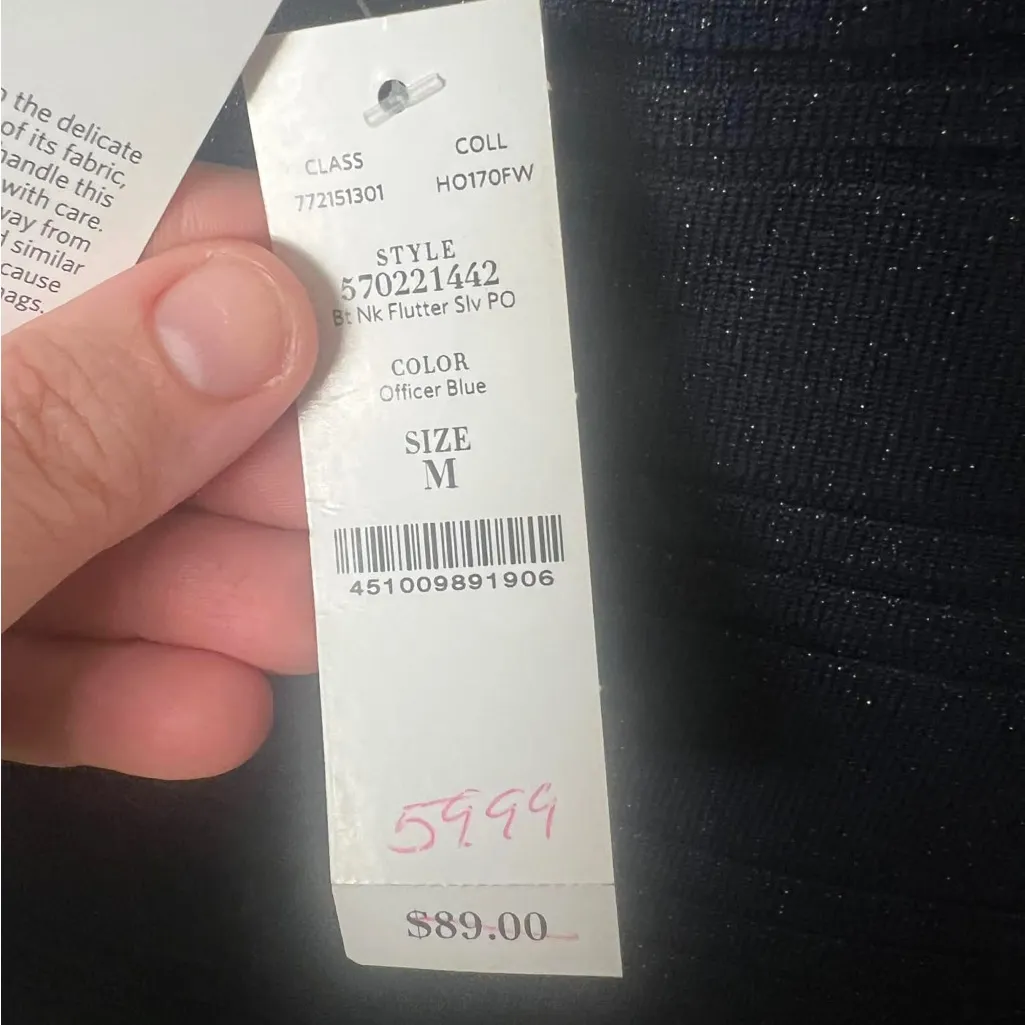 the delicate
of its fabric,
handle this
with care.
way from
similar
cause
CLASS
772151301
COLL
HO170FW
STYLE
570221442
Bt Nk Flutter Slv PO
COLOR
Officer Blue
SIZE
M
451009891906
59.99
$89.00